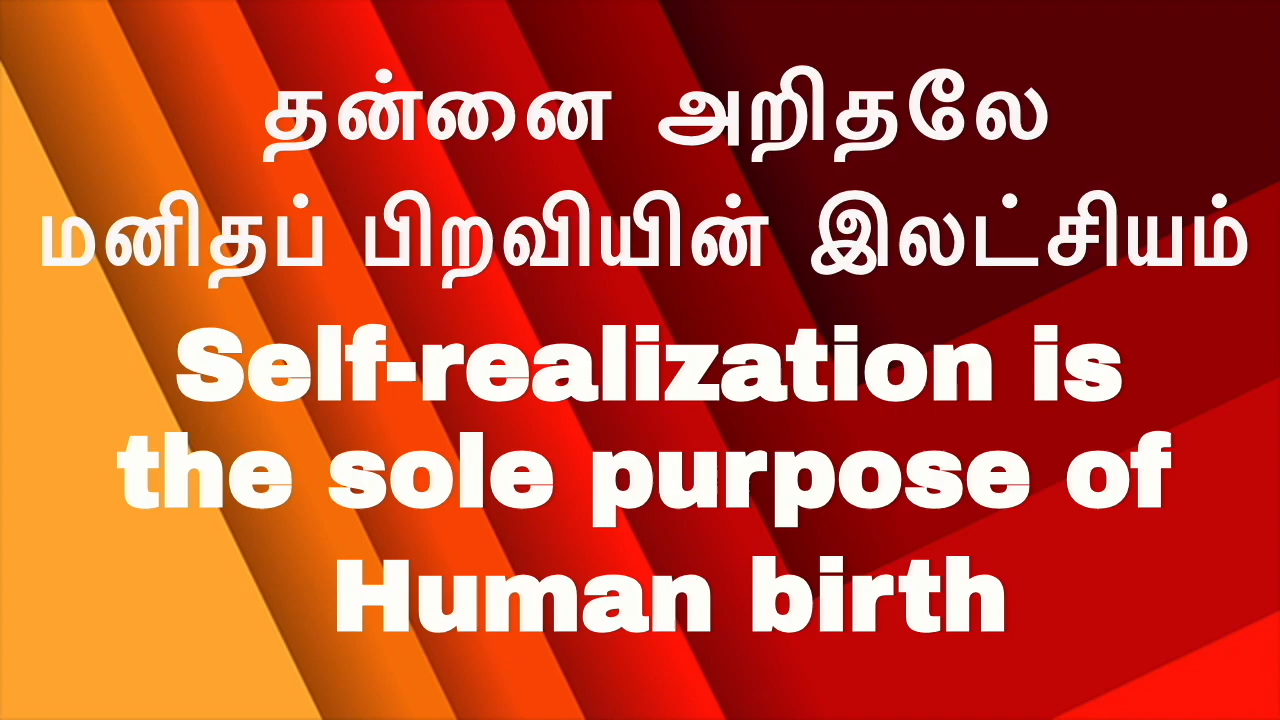 தன்னை அறிதலே
மனிதப் பிறவியின் இலட்சியம்
Self-realization is
the sole purpose of
Human birth